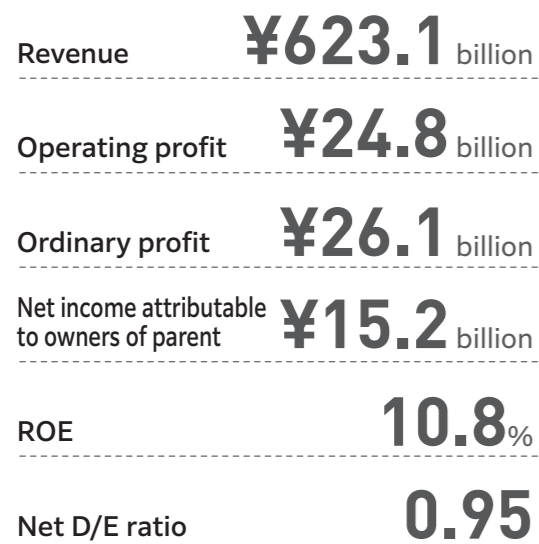 Revenue ¥623.1 billion
Operating profit ¥24.8 billion
Ordinary profit ¥26.1 billion
Net income attributable
to owners of parent ¥15.2 billion
ROE 10.8%
Net D/E ratio 0.95